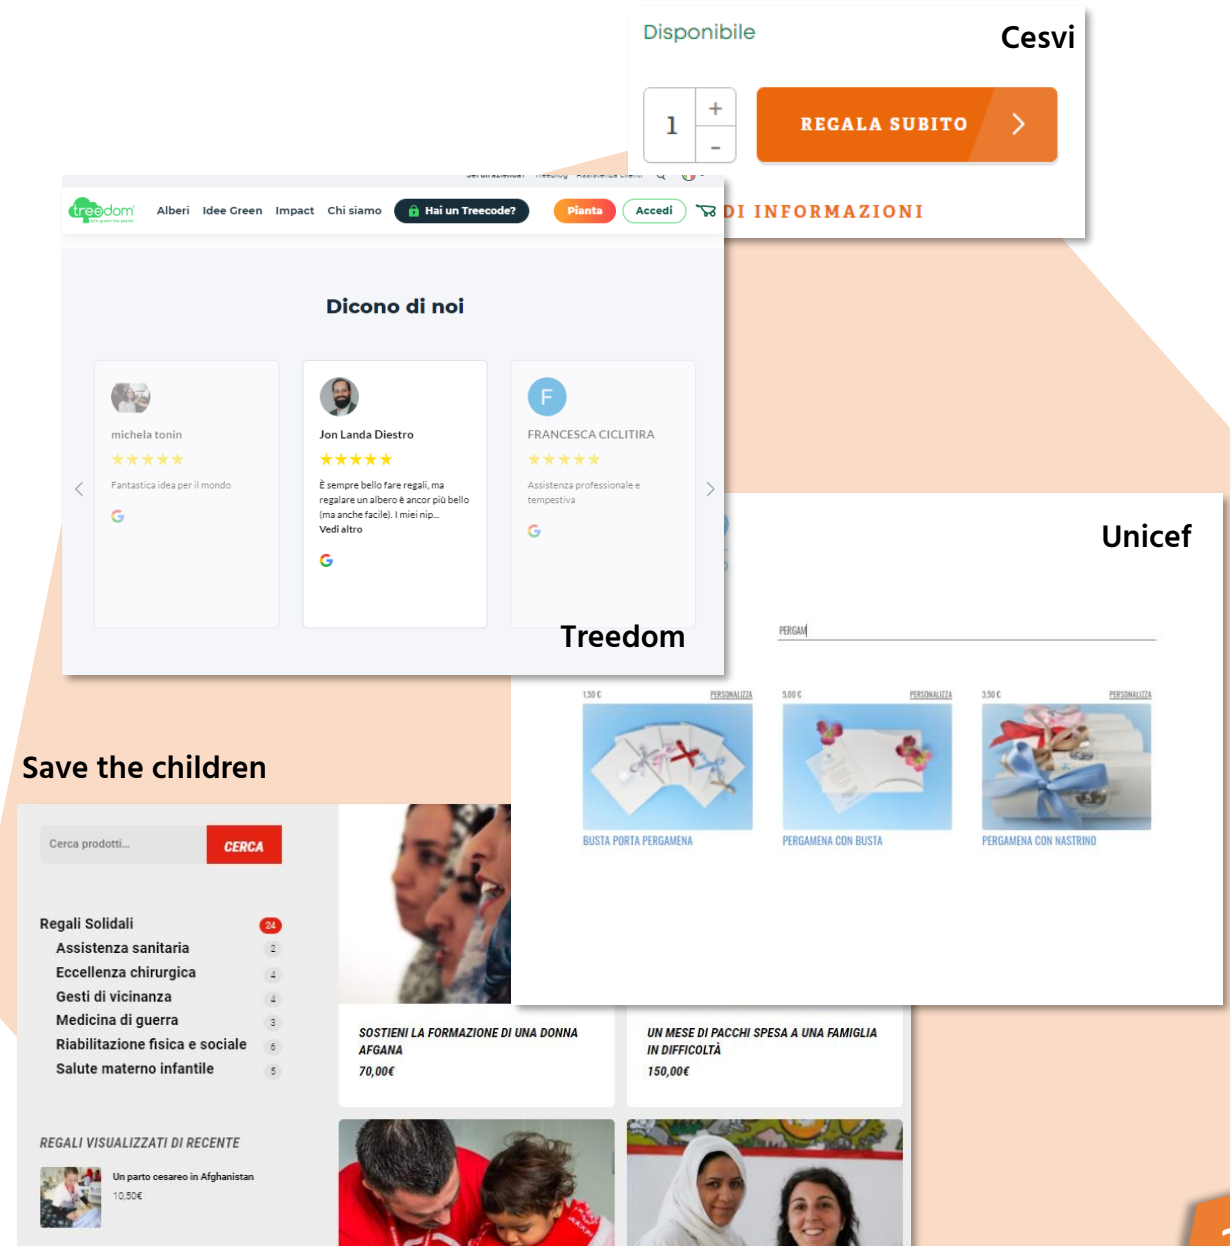 Disponibile
Cesvi
1
+
-
REGALA SUBITO
DI INFORMAZIONI
Treeblog Assistenza clienti
treedom
Alberi Idee Green Impact Chi siamo Hai un Treecode? Pianta Accedi
Dicono di noi
michela tonin
Fantastica idea per il mondo
Jon Landa Diestro
È sempre bello fare regali, ma
regalare un albero è ancor più bello
(ma anche facile). I miei nip...
Vedi altro
F
FRANCESCA CICLITIRA
Assistenza professionale e
tempestiva
Treedom
Unicef
PERGAM
1,50 € PERSONALIZZA
5,00 € PERSONALIZZA
3,50 € PERSONALIZZA
BUSTA PORTA PERGAMENA
PERGAMENA CON BUSTA
PERGAMENA CON NASTRINO
Save the children
Cerca prodotti...
CERCA
Regali Solidali 24
Assistenza sanitaria 2
Eccellenza chirurgica 4
Gesti di vicinanza 4
Medicina di guerra 3
Riabilitazione fisica e sociale 6
Salute materno infantile 5
REGALI VISUALIZZATI DI RECENTE
Un parto cesareo in Afghanistan
10,50€
SOSTIENI LA FORMAZIONE DI UNA DONNA
AFGANA
70,00€
UN MESE DI PACCHI SPESA A UNA FAMIGLIA
IN DIFFICOLTÀ
150,00€